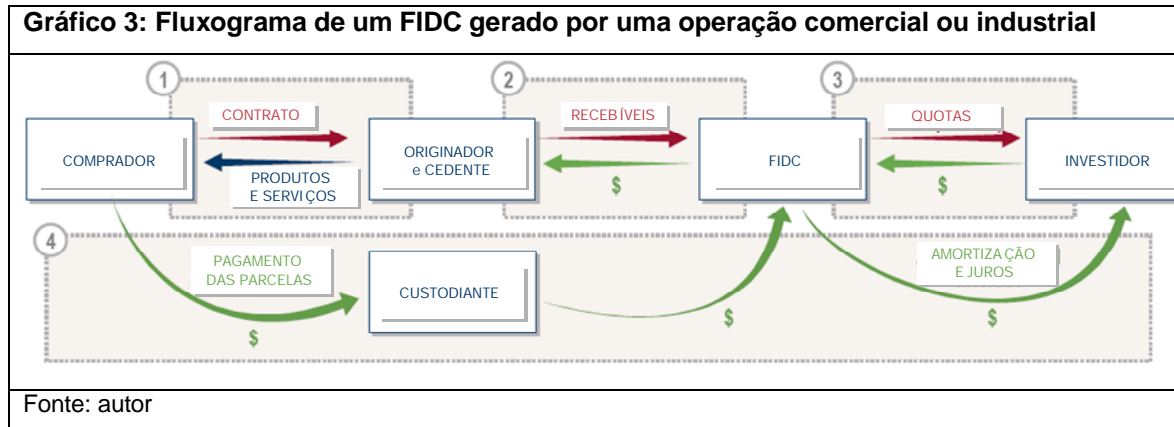 Gráfico 3: Fluxograma de um FIDC gerado por uma operação comercial ou industrial
1
2
3
CONTRATO
RECEBÍVEIS
QUOTAS
COMPRADOR
ORIGINADOR
e CEDENTE
FIDC
INVESTIDOR
PRODUTOS
E SERVIÇOS
$
$
4
PAGAMENTO
DAS PARCELAS
AMORTIZAÇÃO
E JUROS
CUSTODIANTE
$
$
$
Fonte: autor